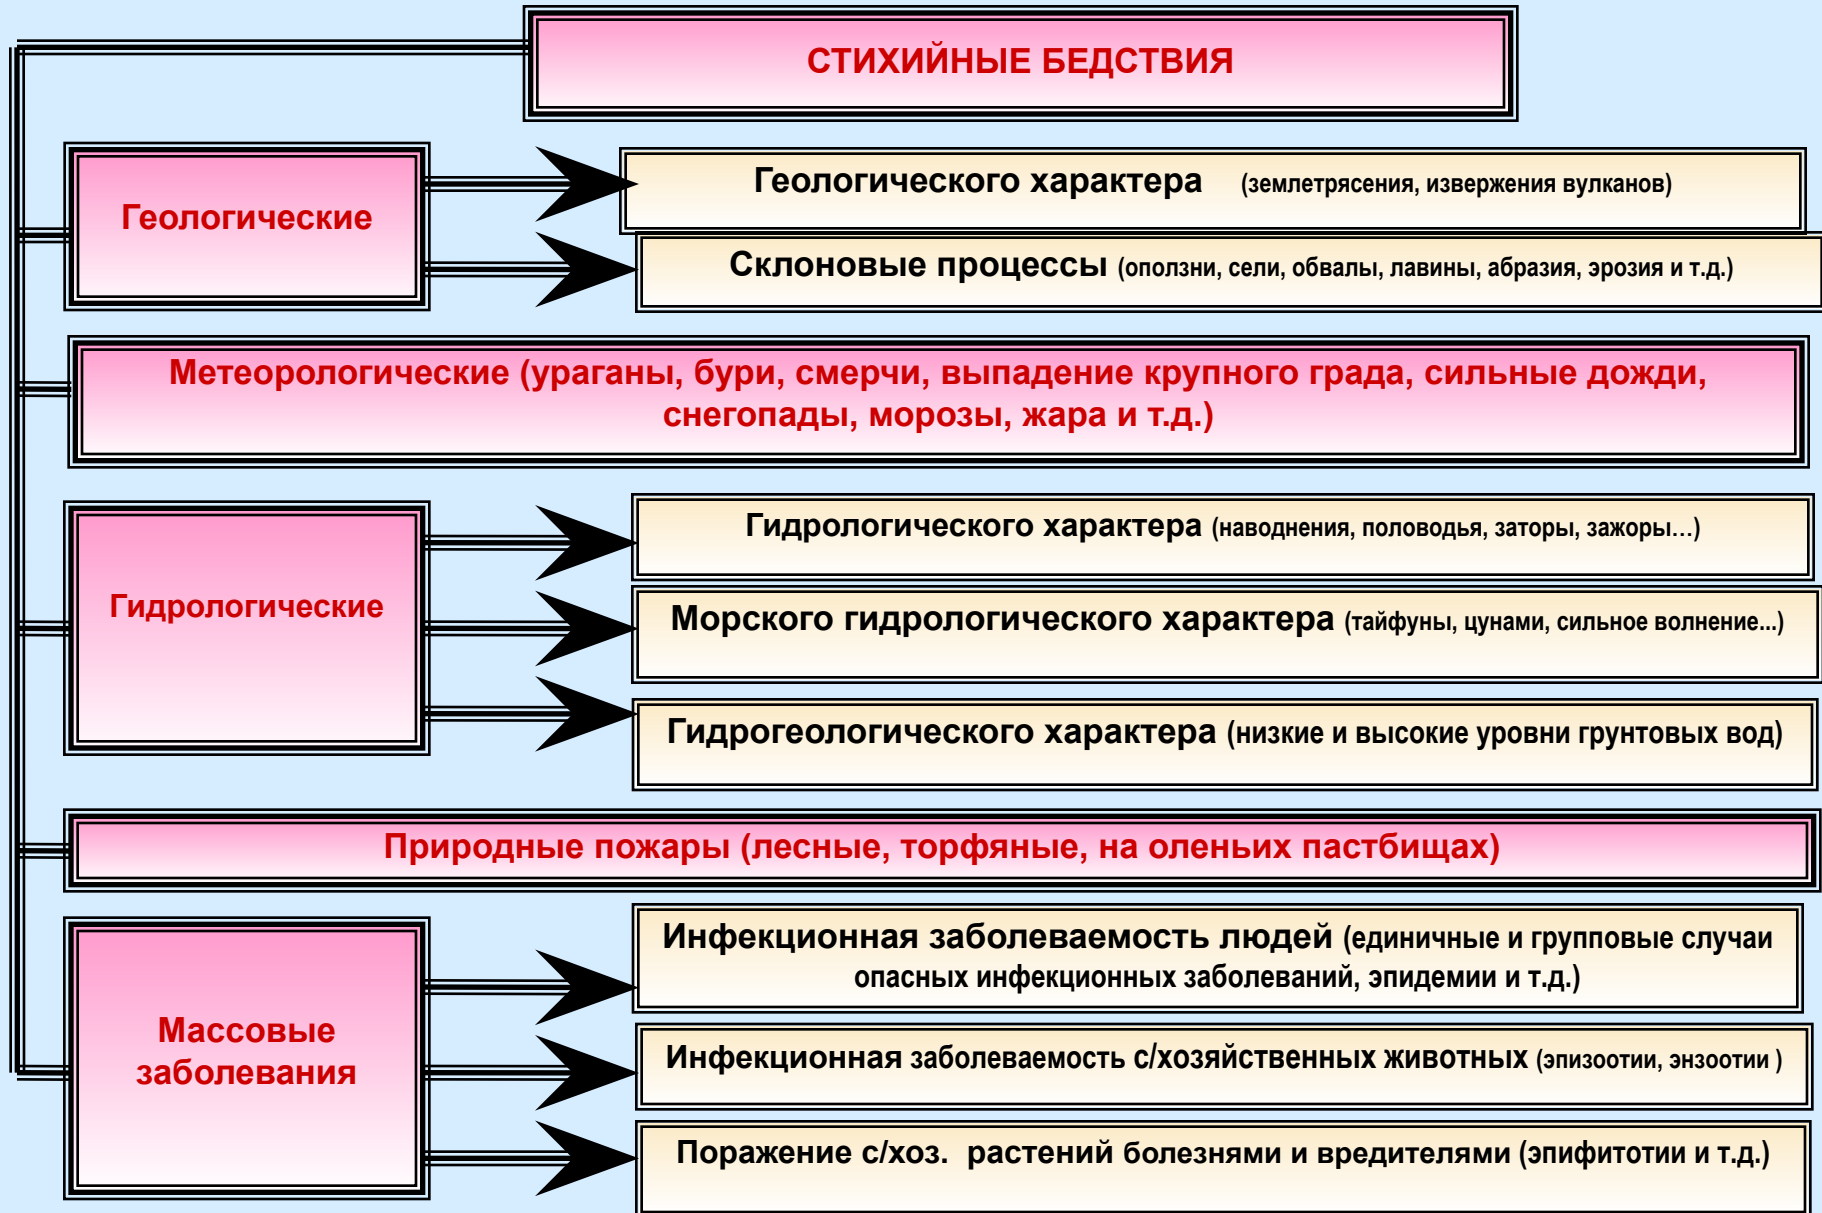 СТИХИЙНЫЕ БЕДСТВИЯ
Геологические
Геологического характера (землетрясения, извержения вулканов)
Склоновые процессы (оползни, сели, обвалы, лавины, абразия, эрозия и т.д.)
Метеорологические (ураганы, бури, смерчи, выпадение крупного града, сильные дожди,
снегопады, морозы, жара и т.д.)
Гидрологические
Гидрологического характера (наводнения, половодья, заторы, зажоры…)
Морского гидрологического характера (тайфуны, цунами, сильное волнение...)
Гидрогеологического характера (низкие и высокие уровни грунтовых вод)
Природные пожары (лесные, торфяные, на оленьих пастбищах)
Массовые
заболевания
Инфекционная заболеваемость людей (единичные и групповые случаи
опасных инфекционных заболеваний, эпидемии и т.д.)
Инфекционная заболеваемость с/хозяйственных животных (эпизоотии, энзоотии )
Поражение с/хоз. растений болезнями и вредителями (эпифитотии и т.д.)